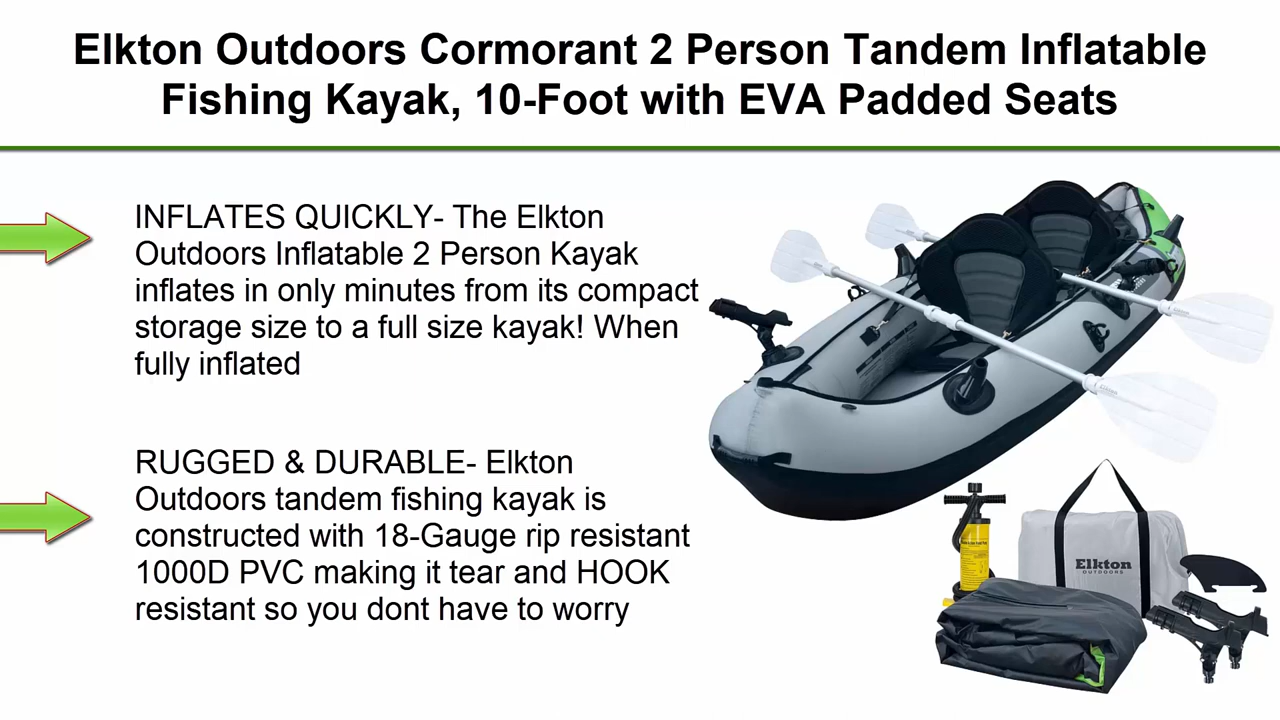 Elkton Outdoors Cormorant 2 Person Tandem Inflatable
Fishing Kayak, 10-Foot with EVA Padded Seats
INFLATES QUICKLY- The Elkton
Outdoors Inflatable 2 Person Kayak
inflates in only minutes from its compact
storage size to a full size kayak! When
fully inflated
RUGGED & DURABLE- Elkton
Outdoors tandem fishing kayak is
constructed with 18-Gauge rip resistant
1000D PVC making it tear and HOOK
resistant so you dont have to worry
Elkton
OUTDOORS